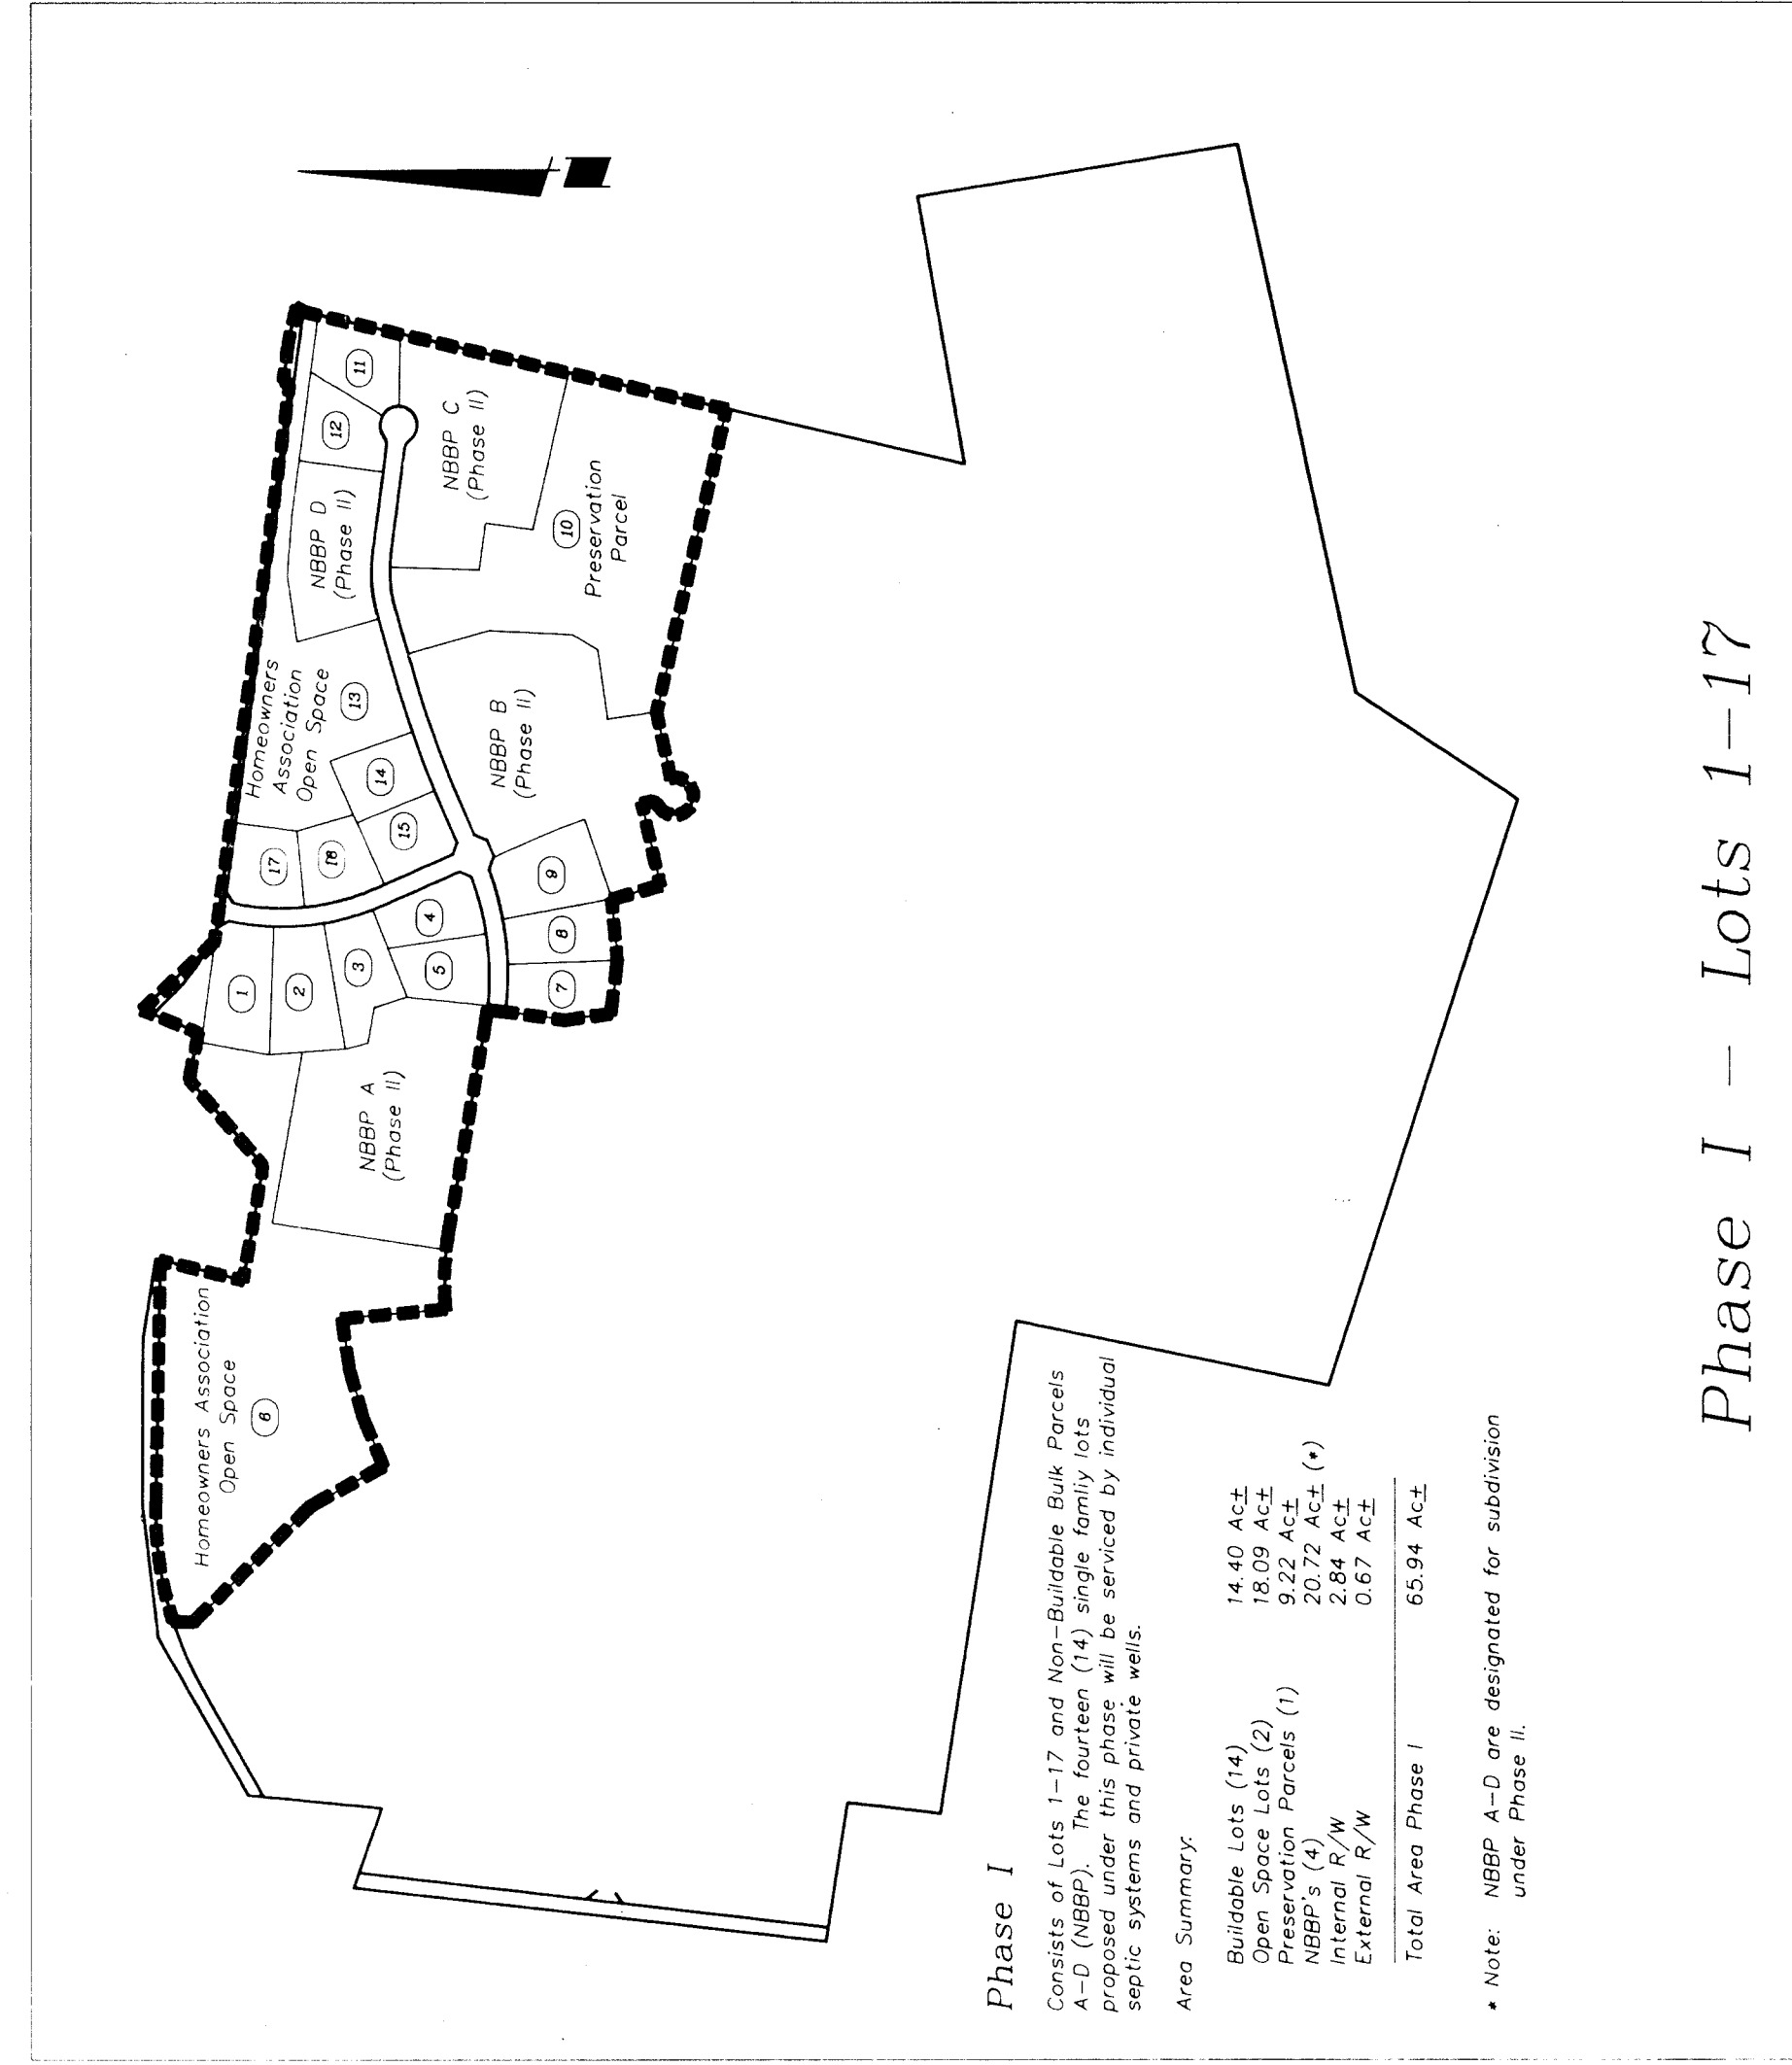 Homeowners Association
Open Space
6
NBBP A
(Phase II)
1
2
3
4
5
7
8
9
17
16
15
14
Homeowners
Association
Open Space
13
NBBP B
(Phase II)
NBBP D
(Phase II)
12
11
NBBP C
(Phase II)
10
Preservation
Parcel
Phase I
Consists of Lots 1-17 and Non-Buildable Bulk Parcels
A-D (NBBP). The fourteen (14) single famliy lots
proposed under this phase will be serviced by individual
septic systems and private wells.
Area Summary:
Buildable Lots (14) 14.40 Ac±
Open Space Lots (2) 18.09 Ac±
Preservation Parcels (1) 9.22 Ac±
NBBP's (4) 20.72 Ac± (*)
Internal R/W 2.84 Ac±
External R/W 0.67 Ac±
Total Area Phase I 65.94 Ac±
* Note: NBBP A-D are designated for subdivision
under Phase II.
Phase I - Lots 1-17